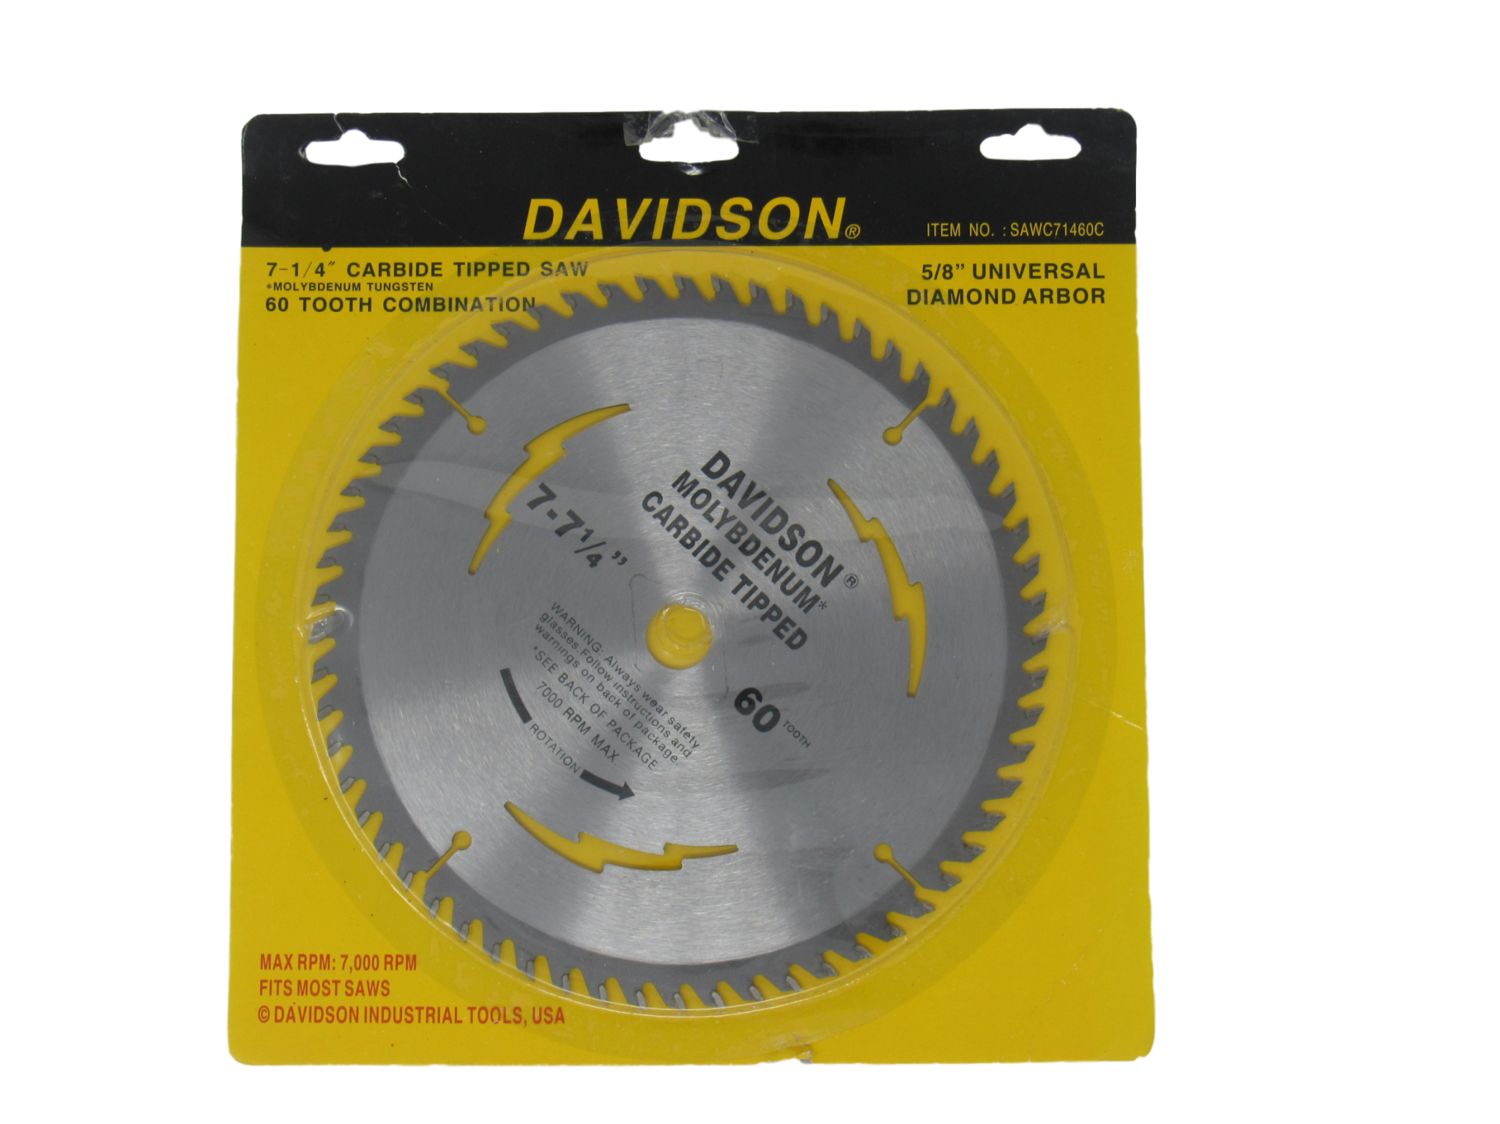 DAVIDSON®
ITEM NO. : SAWC71460C
7-1/4" CARBIDE TIPPED SAW
*MOLYBDENUM TUNGSTEN
60 TOOTH COMBINATION
5/8" UNIVERSAL
DIAMOND ARBOR
DAVIDSON®
MOLYBDENUM*
CARBIDE TIPPED
7-7¼"
60 TOOTH
WARNING: Always wear safety
glasses. Follow instructions and
warnings on back of package.
*SEE BACK OF PACKAGE
7000 RPM MAX.
ROTATION
MAX RPM: 7,000 RPM
FITS MOST SAWS
© DAVIDSON INDUSTRIAL TOOLS, USA